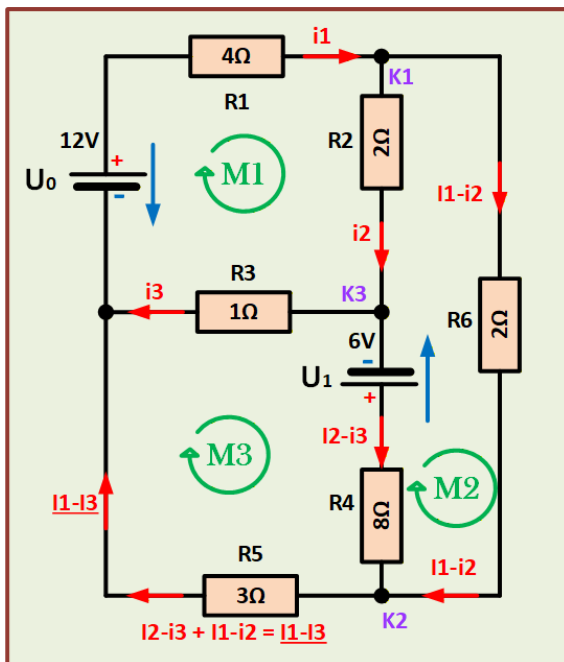 i1
4Ω
K1
R1
12V
+
U₀
-
M1
R2
2Ω
I1-i2
i2
i3
R3
K3
1Ω
R6
2Ω
6V
-
U₁
+
I2-i3
M3
M2
R4
8Ω
I1-I3
R5
I1-i2
3Ω
K2
I2-i3 + I1-i2 = I1-I3